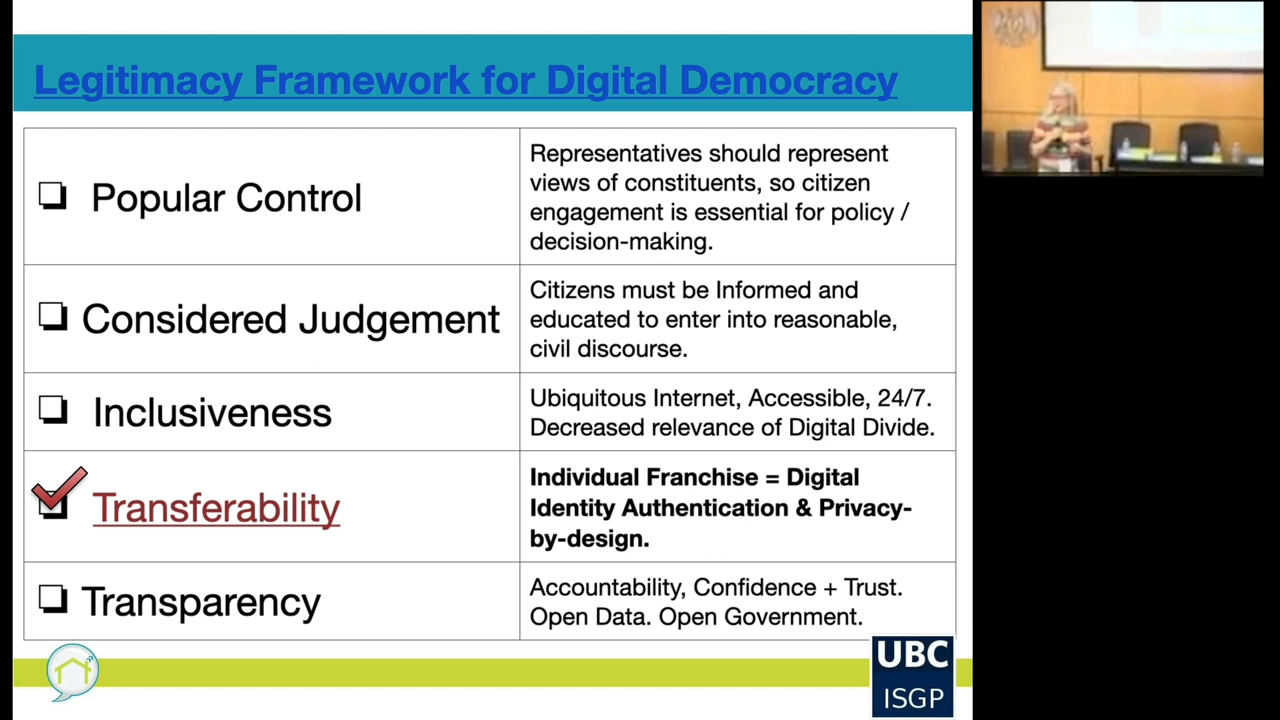 Legitimacy Framework for Digital Democracy
Popular Control
Representatives should represent
views of constituents, so citizen
engagement is essential for policy /
decision-making.
Considered Judgement
Citizens must be Informed and
educated to enter into reasonable,
civil discourse.
Inclusiveness
Ubiquitous Internet, Accessible, 24/7.
Decreased relevance of Digital Divide.
Transferability
Individual Franchise = Digital
Identity Authentication & Privacy-
by-design.
Transparency
Accountability, Confidence + Trust.
Open Data. Open Government.
UBC
ISGP